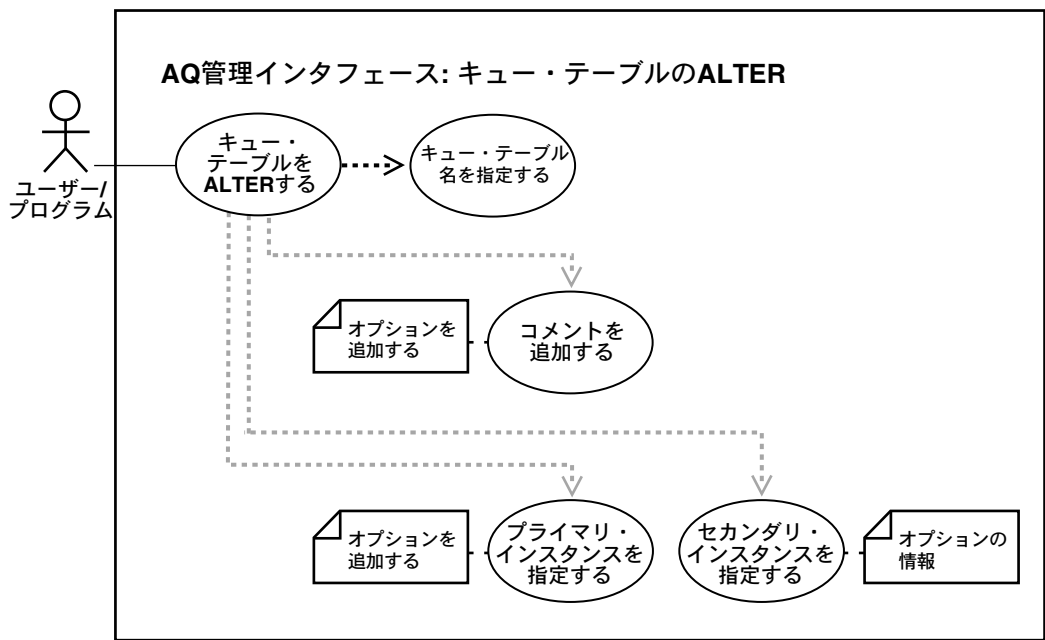 AQ管理インタフェース: キュー・テーブルのALTER
キュー・
テーブルを
ALTERする
キュー・テーブル
名を指定する
ユーザー/
プログラム
オプションを
追加する
コメントを
追加する
オプションを
追加する
プライマリ・
インスタンスを
指定する
セカンダリ・
インスタンスを
指定する
オプションの
情報